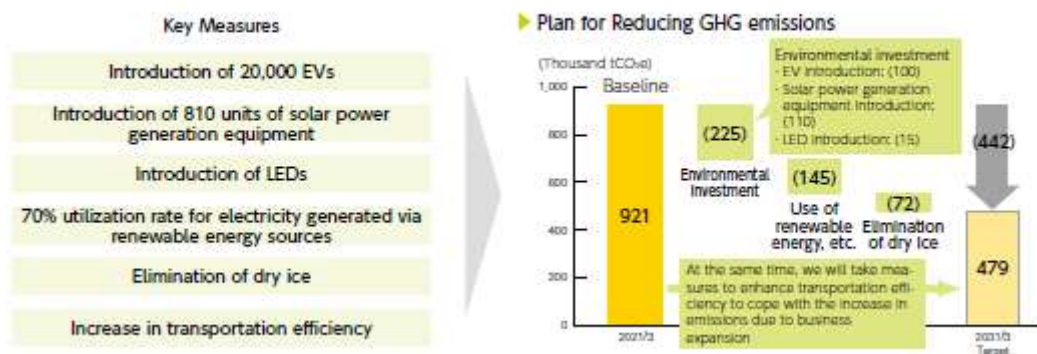 Key Measures
Introduction of 20,000 EVs
Introduction of 810 units of solar power
generation equipment
Introduction of LEDs
70% utilization rate for electricity generated via
renewable energy sources
Elimination of dry ice
Increase in transportation efficiency
Plan for Reducing GHG emissions
(Thousand tCO₂e)
1,000
800
600
400
200
0
Baseline
921
2021/3
(225)
Environmental
Investment
Environmental investment
- EV introduction: (100)
- Solar power generation
equipment introduction:
(110)
- LED introduction: (15)
(145)
Use of
renewable
energy, etc.
(72)
Elimination
of dry ice
At the same time, we will take mea-
sures to enhance transportation effi-
ciency to cope with the increase in
emissions due to business
expansion
(442)
479
2031/3
Target